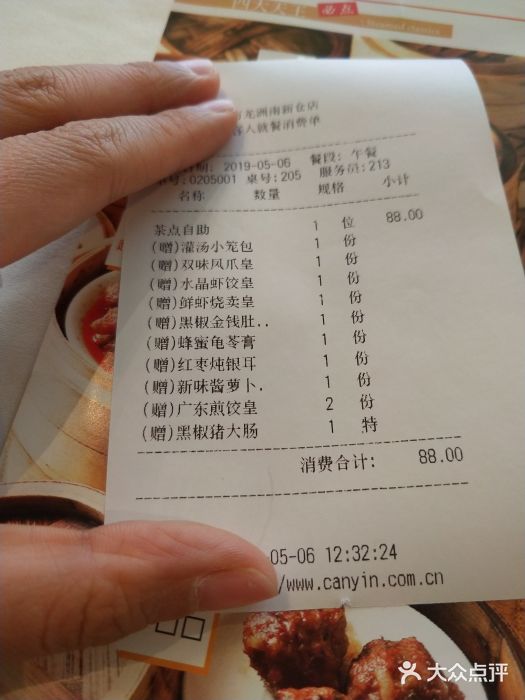 四大天王 必点
龙洲南新仓店
客人就餐消费单
日期: 2019-05-06 餐段: 午餐
单号:0205001 桌号:205 服务员:213
名称 数量 规格 小计
茶点自助 1 位 88.00
(赠)灌汤小笼包 1 份
(赠)双味凤爪皇 1 份
(赠)水晶虾饺皇 1 份
(赠)鲜虾烧卖皇 1 份
(赠)黑椒金钱肚.. 1 份
(赠)蜂蜜龟苓膏 1 份
(赠)红枣炖银耳 1 份
(赠)新味酱萝卜. 1 份
(赠)广东煎饺皇 2 份
(赠)黑椒猪大肠 1 特
消费合计: 88.00
05-06 12:32:24
/www.canyin.com.cn
大众点评